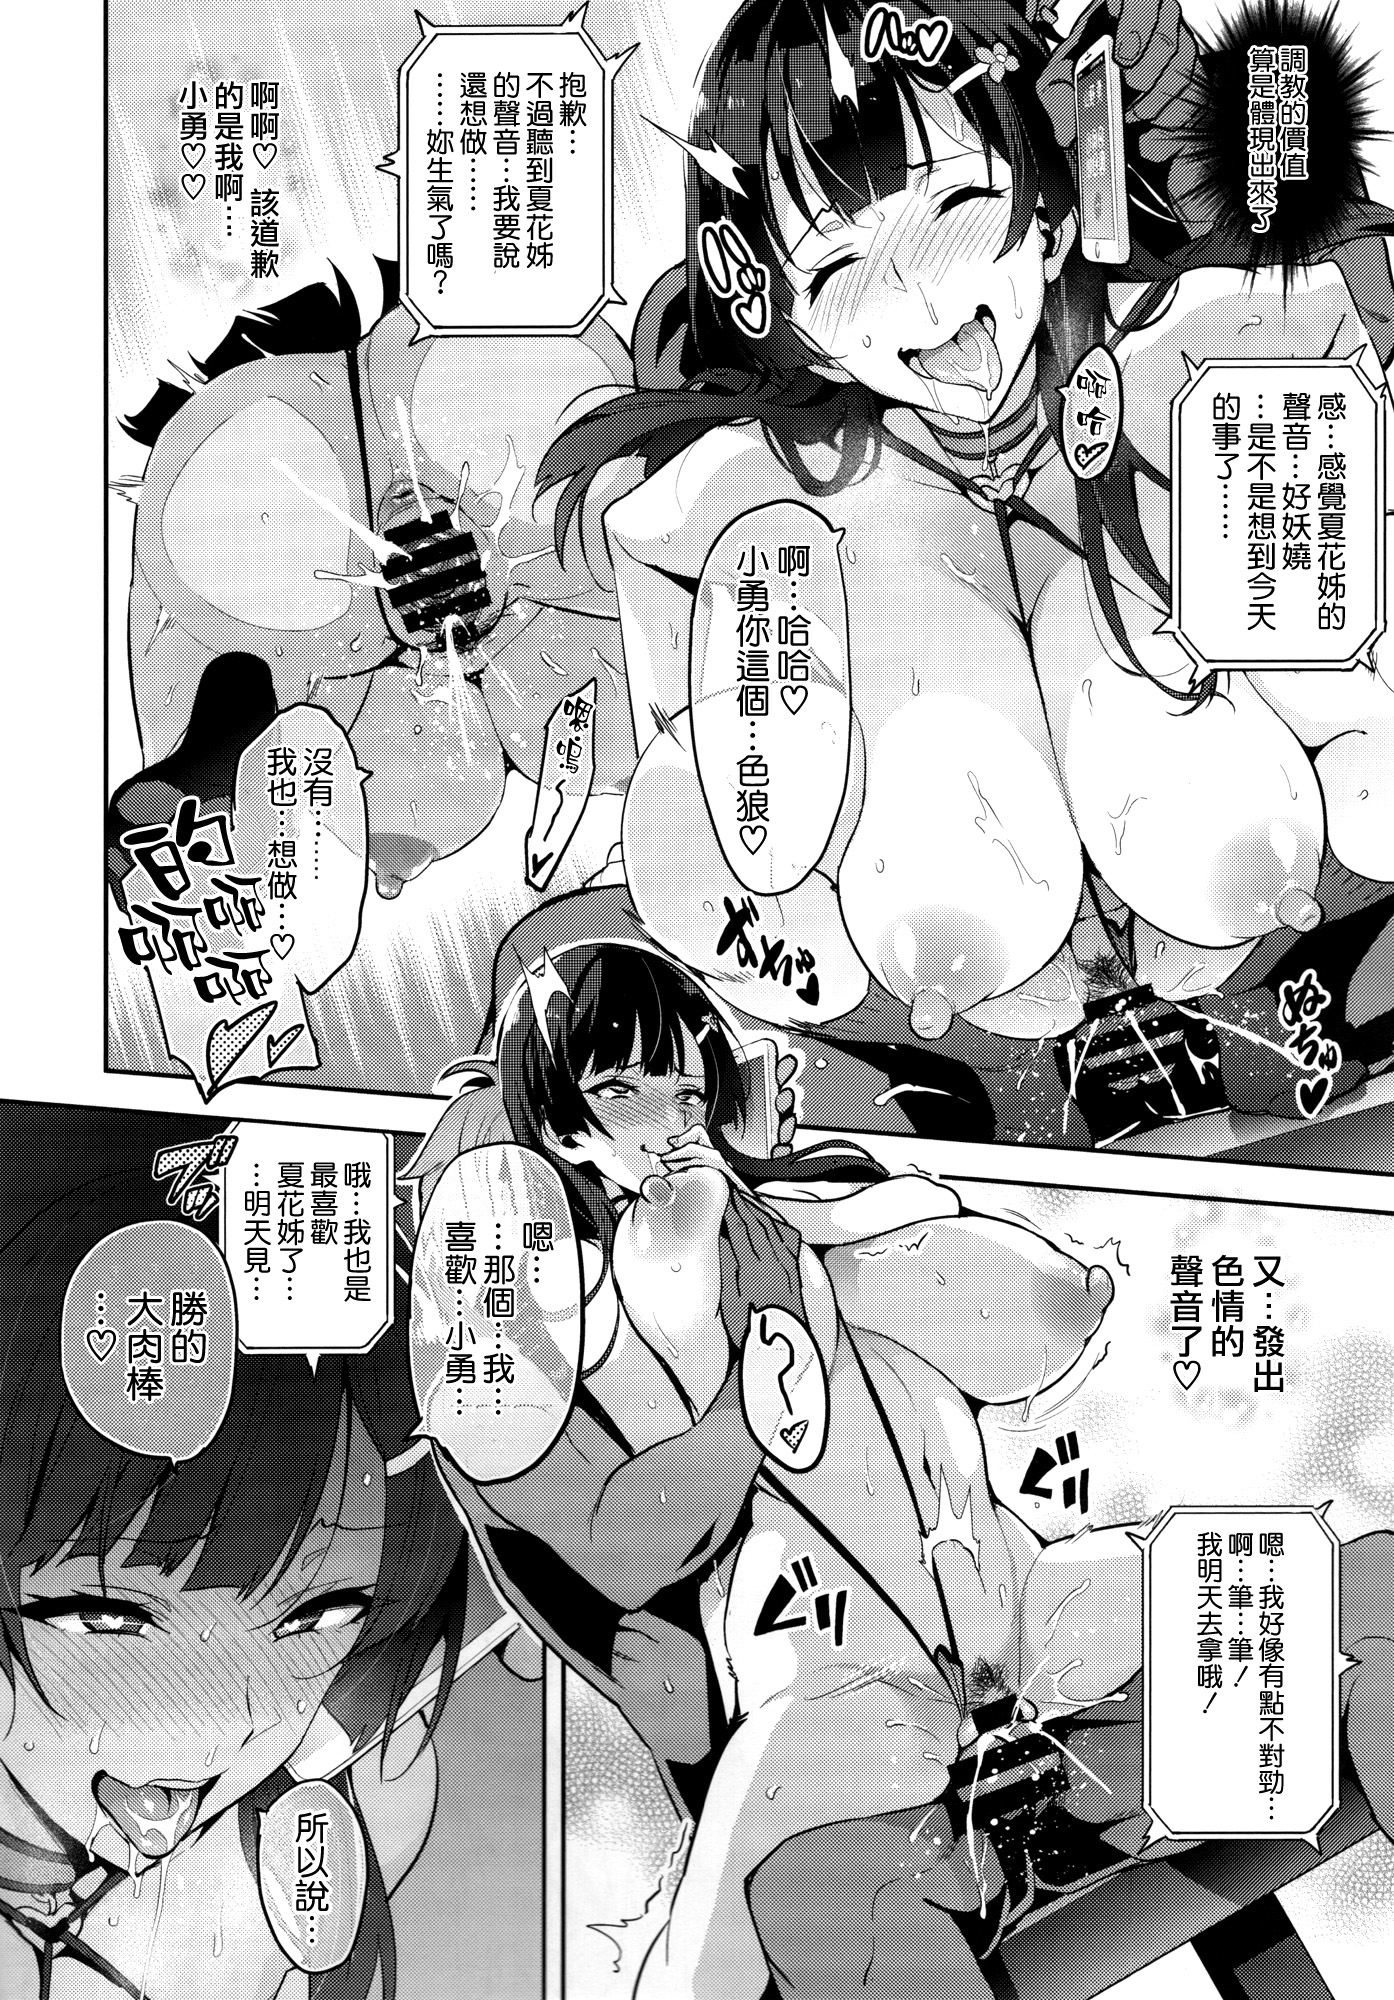 調教的價值
算是體現出來了
感…感覺夏花姊的
聲音…好妖嬈
…是不是想到今天
的事了……
啊…哈哈♡
小勇你這個…色狼♡
抱歉…
不過聽到夏花姊
的聲音…我要說
還想做……
……妳生氣了嗎？
啊啊♡ 該道歉
的是我啊…
小勇♡♡
嗯…嗚
沒有……
我也…想做…♡
又…發出
色情的
聲音了♡
嗯…我好像有點不對勁…
啊…筆…筆！
我明天去拿哦！
嗯…
…那個…我…
喜歡…小勇…
哦…我也是
最喜歡
夏花姊了…
…明天見…
勝的
大肉棒
…♡
所以說…